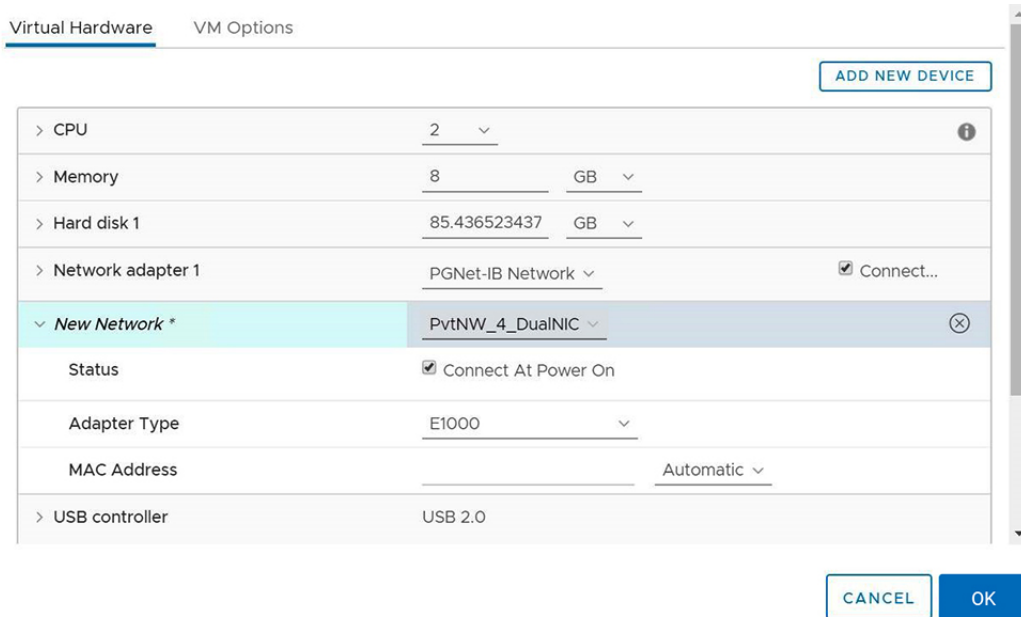 Virtual Hardware VM Options
ADD NEW DEVICE
CPU 2
Memory 8 GB
Hard disk 1 85.436523437 GB
Network adapter 1 PGNet-IB Network Connect...
New Network * PvtNW_4_DualNIC
Status Connect At Power On
Adapter Type E1000
MAC Address Automatic
USB controller USB 2.0
CANCEL OK